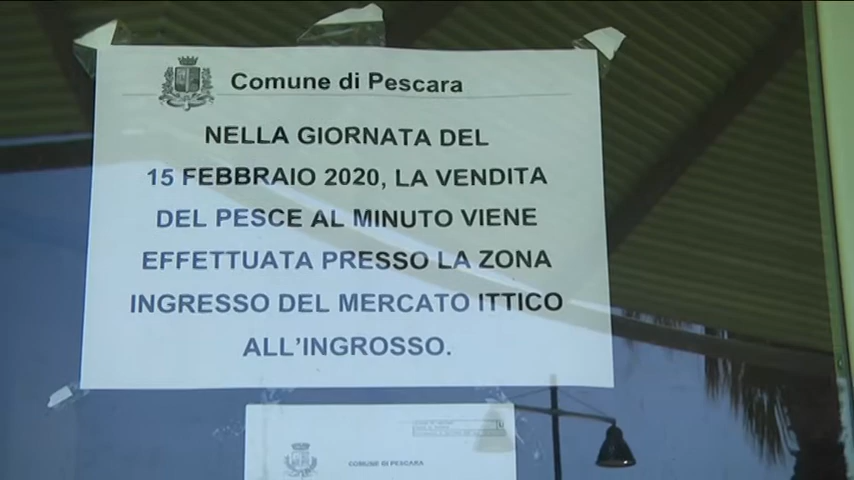 Comune di Pescara
NELLA GIORNATA DEL
15 FEBBRAIO 2020, LA VENDITA
DEL PESCE AL MINUTO VIENE
EFFETTUATA PRESSO LA ZONA
INGRESSO DEL MERCATO ITTICO
ALL'INGROSSO.
COMUNE DI PESCARA